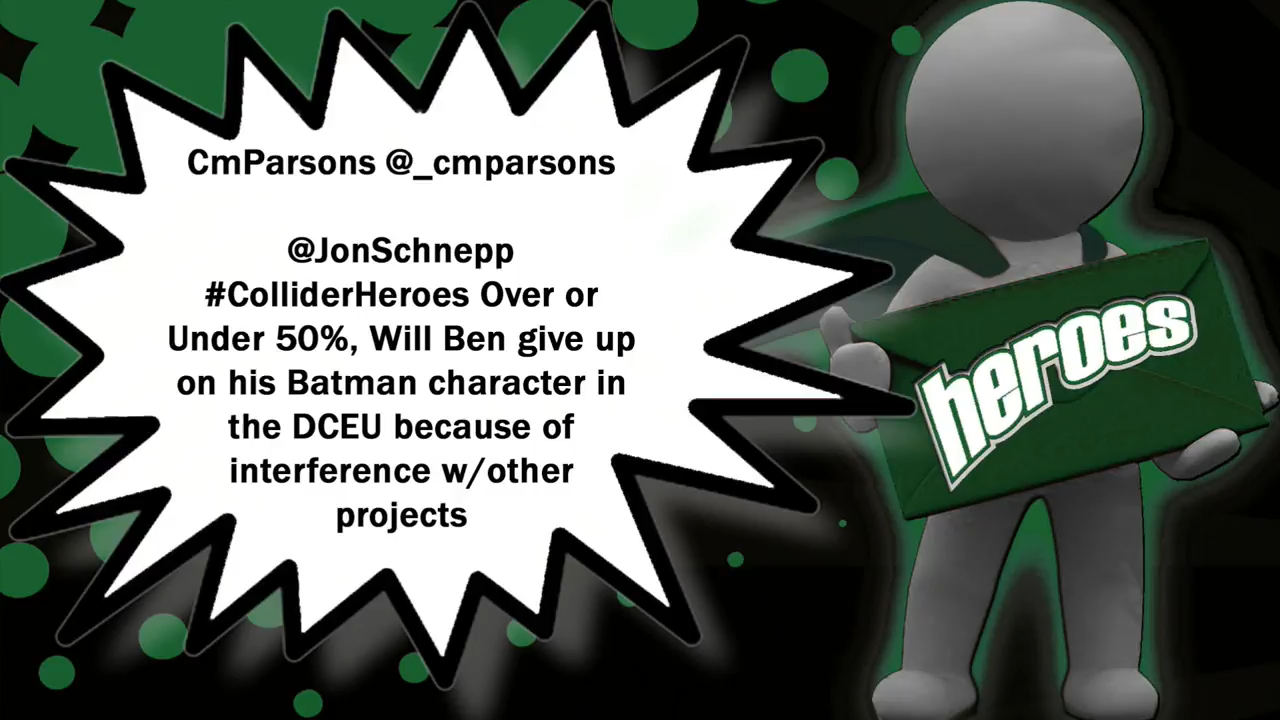 CmParsons @_cmparsons
@JonSchnepp
#ColliderHeroes Over or
Under 50%, Will Ben give up
on his Batman character in
the DCEU because of
interference w/other
projects
heroes